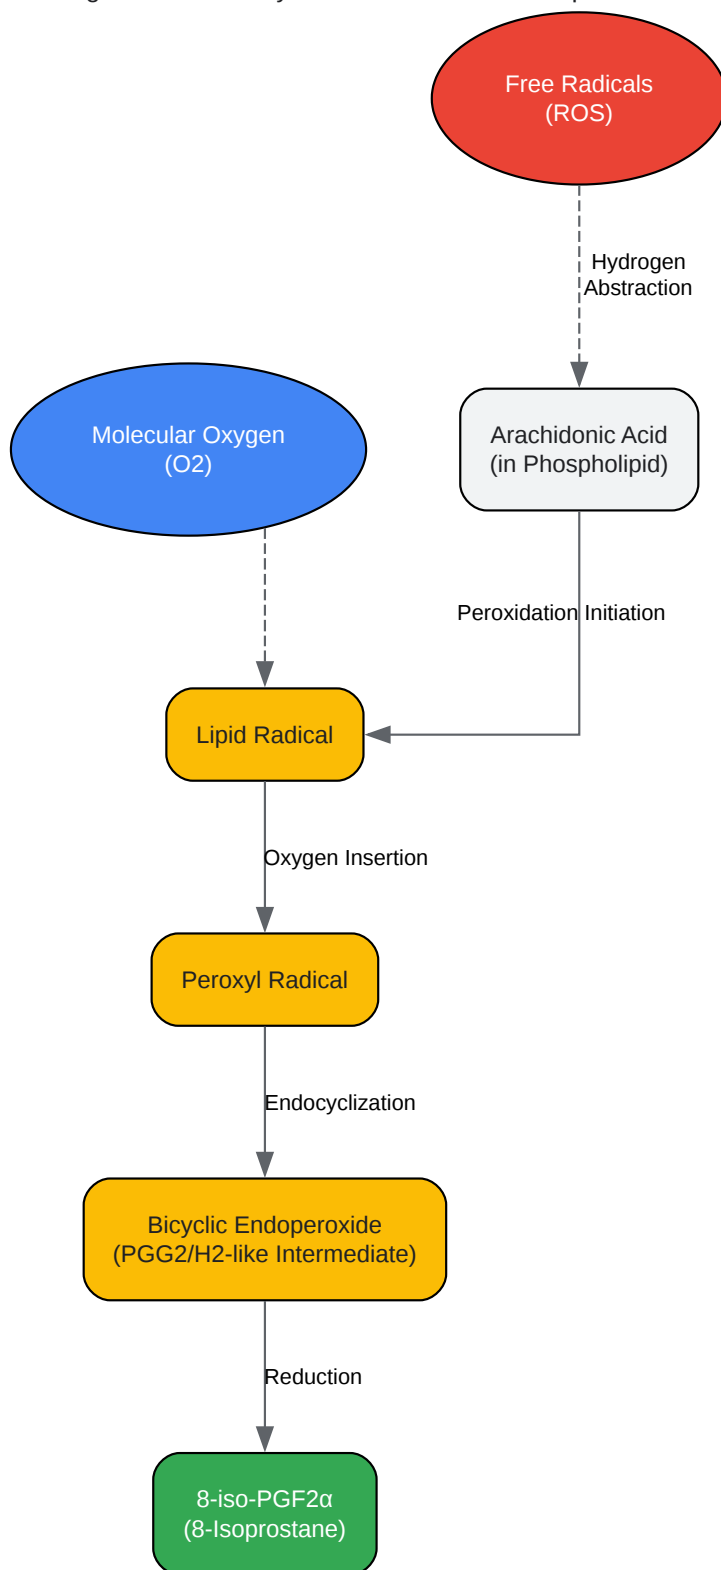 Free Radicals
(ROS)
Hydrogen
Abstraction
Molecular Oxygen
(O2)
Arachidonic Acid
(in Phospholipid)
Peroxidation Initiation
Lipid Radical
Oxygen Insertion
Peroxyl Radical
Endocyclization
Bicyclic Endoperoxide
(PGG2/H2-like Intermediate)
Reduction
8-iso-PGF2α
(8-Isoprostane)